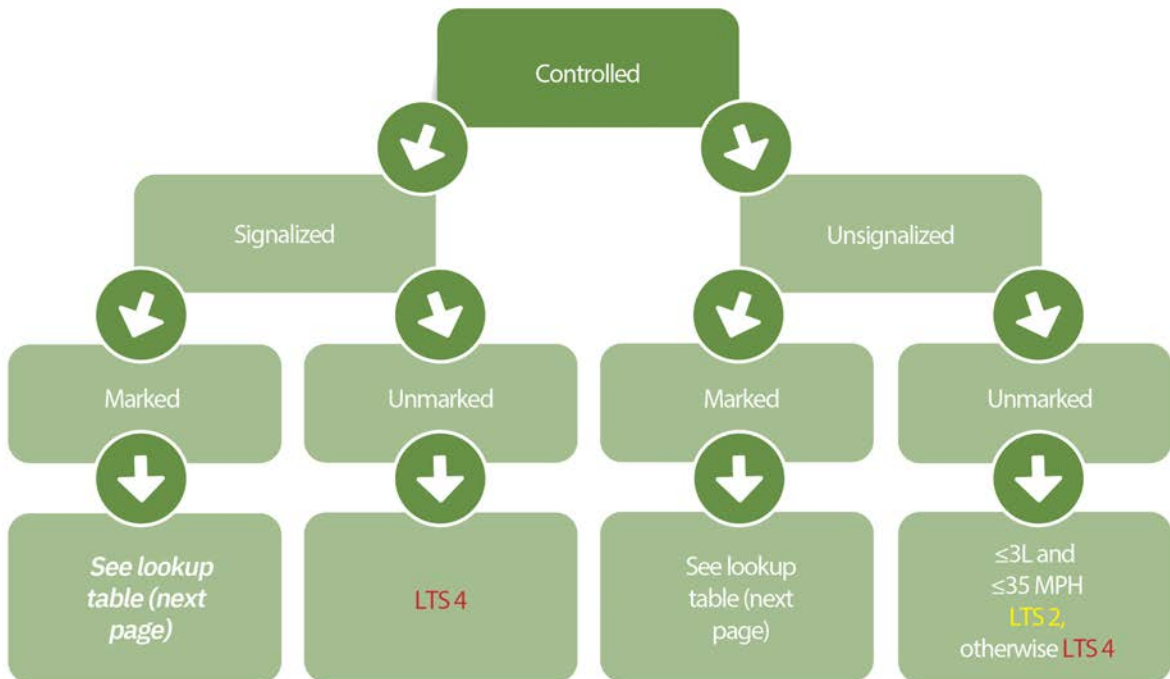 Controlled
Signalized
Unsignalized
Marked
Unmarked
Marked
Unmarked
See lookup
table (next
page)
LTS 4
See lookup
table (next
page)
≤3L and
≤35 MPH
LTS 2,
otherwise LTS 4